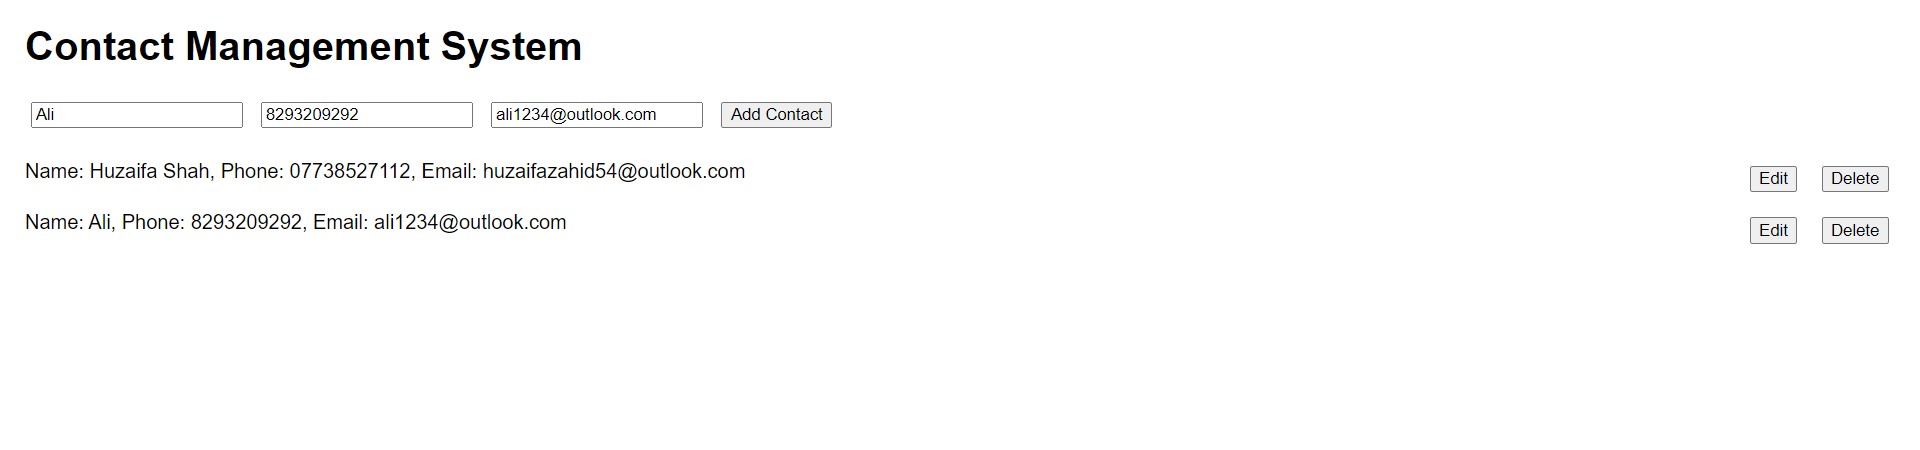 Contact Management System
Ali 8293209292 ali1234@outlook.com Add Contact
Name: Huzaifa Shah, Phone: 07738527112, Email: huzaifazahid54@outlook.com Edit Delete
Name: Ali, Phone: 8293209292, Email: ali1234@outlook.com Edit Delete